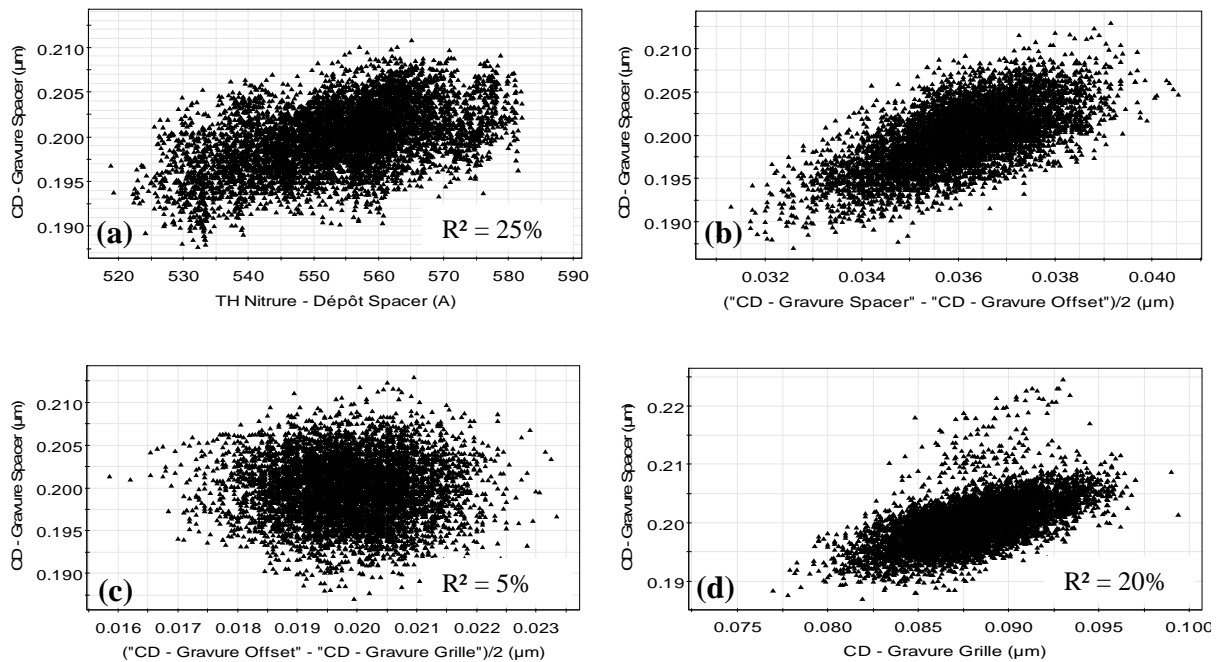 CD - Gravure Spacer (µm)
0.210
0.205
0.200
0.195
0.190
(a)
R² = 25%
520 530 540 550 560 570 580 590
TH Nitrure - Dépôt Spacer (A)
CD - Gravure Spacer (µm)
0.210
0.205
0.200
0.195
0.190
(b)
0.032 0.034 0.036 0.038 0.040
("CD - Gravure Spacer" - "CD - Gravure Offset")/2 (µm)
CD - Gravure Spacer (µm)
0.210
0.205
0.200
0.195
0.190
(c)
R² = 5%
0.016 0.017 0.018 0.019 0.020 0.021 0.022 0.023
("CD - Gravure Offset" - "CD - Gravure Grille")/2 (µm)
CD - Gravure Spacer (µm)
0.22
0.21
0.20
0.19
(d)
R² = 20%
0.075 0.080 0.085 0.090 0.095 0.100
CD - Gravure Grille (µm)